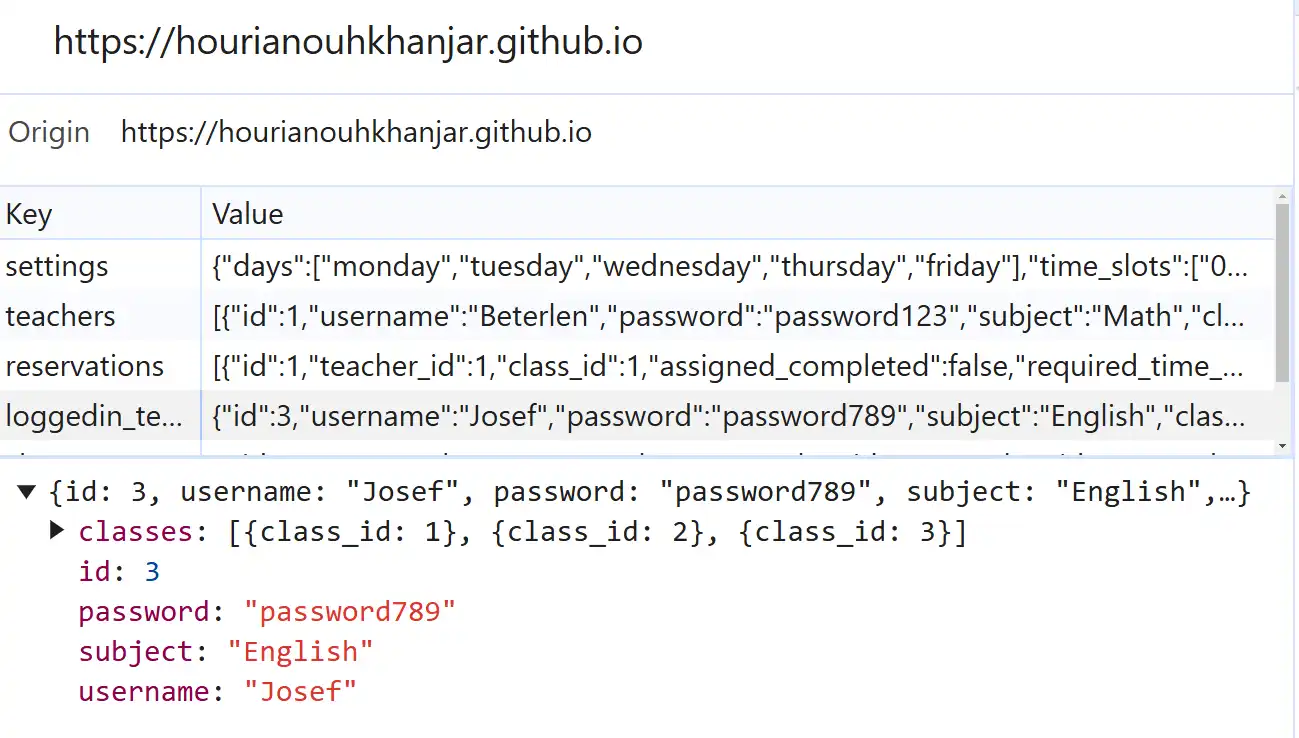 https://hourianouhkhanjar.github.io
Origin https://hourianouhkhanjar.github.io
Key Value
settings {"days":["monday","tuesday","wednesday","thursday","friday"],"time_slots":["0...
teachers [{"id":1,"username":"Beterlen","password":"password123","subject":"Math","cl...
reservations [{"id":1,"teacher_id":1,"class_id":1,"assigned_completed":false,"required_time_...
loggedin_te... {"id":3,"username":"Josef","password":"password789","subject":"English","clas...
▼ {id: 3, username: "Josef", password: "password789", subject: "English",…}
▶ classes: [{class_id: 1}, {class_id: 2}, {class_id: 3}]
id: 3
password: "password789"
subject: "English"
username: "Josef"